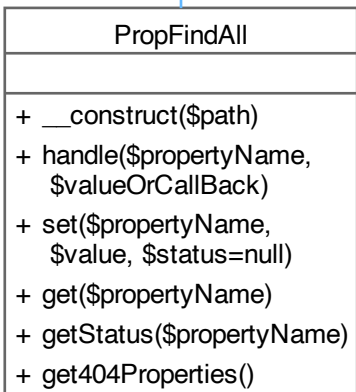 PropFindAll
+ __construct($path)
+ handle($propertyName,
$valueOrCallBack)
+ set($propertyName,
$value, $status=null)
+ get($propertyName)
+ getStatus($propertyName)
+ get404Properties()